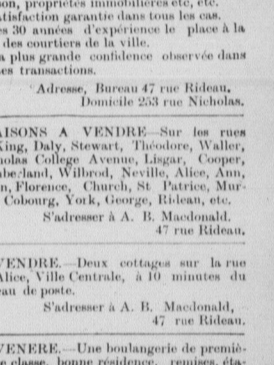 son, propriétés immobilières etc, etc.
atisfaction garantie dans tous les cas.
es 30 années d'expérience le place à la
des courtiers de la ville.
a plus grande confidence observée dans
es transactions.
Adresse, Bureau 47 rue Rideau.
Domicile 253 rue Nicholas.
AISONS A VENDRE—Sur les rues
King, Daly, Stewart, Théodore, Waller,
holas College Avenue, Lisgar, Cooper,
berland, Wilbrod, Neville, Alice, Ann,
n, Florence, Church, St Patrice, Mur-
Cobourg, York, George, Rideau, etc.
S'adresser à A. B. Macdonald.
47 rue Rideau.
VENDRE.—Deux cottages sur la rue
Alice, Ville Centrale, à 10 minutes du
eau de poste.
S'adresser à A. B. Macdonald,
47 rue Rideau.
VENERE.—Une boulangerie de premiè-
e classe, bonne résidence, remises, éta-